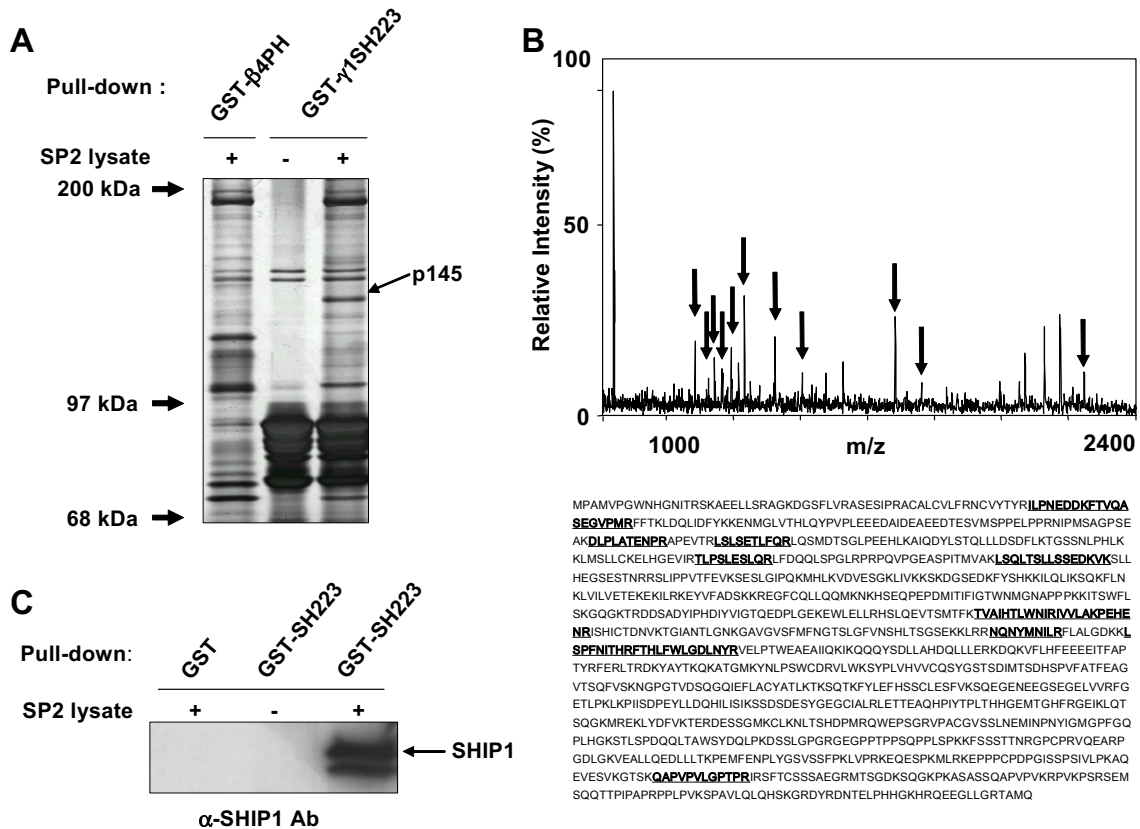 A
Pull-down :
GST-β4PH
GST-γ1SH223
SP2 lysate + - +
200 kDa
p145
97 kDa
68 kDa
B
Relative Intensity (%)
100
50
0
1000 m/z 2400
MPAMVPGWNHGNITRSKAEELLSRAGKDGSFLVRASESIPRACALCVLFRNCVYTYRILPNEDDKFTVQA
SEGVPMRFFTKLDQLIDFYKKENMGLVTHLQYPVPLEEEDAIDEAEEDTESVMSPPELPPRNIPMSAGPSE
AKDLPLATENPRAPEVTRLSLSETLFQRLQSMDTSGLPEEHLKAIQDYLSTQLLLDSDFLKTGSSNLPHLK
KLMSLLCKELHGEVIRTLPSLESLQRLFDQQLSPGLRPRPQVPGEASPITMVAKLSQLTSLLSSEDKVKSLL
HEGSESTNRRSLIPPVTFEVKSESLGIPQKMHLKVDVESGKLIVKKSKDGSEDKFYSHKKILQLIKSQKFLN
KLVILVETEKEKILRKEYVFADSKKREGFCQLLQQMKNKHSEQPEPDMITIFIGTWNMGNAPPPKKITSWFL
SKGQGKTRDDSADYIPHDIYVIGTQEDPLGEKEWLELLRHSLQEVTSMTFKTVAIHTLWNIRIVVLAKPEHE
NRISHICTDNVKTGIANTLGNKGAVGVSFMFNGTSLGFVNSHLTSGSEKKLRRNQNYMNILRFLALGDKKL
SPFNITHRFTHLFWLGDLNYRVELPTWEAEAIIQKIKQQQYSDLLAHDQLLLERKDQKVFLHFEEEEITFAP
TYRFERLTRDKYAYTKQKATGMKYNLPSWCDRVLWKSYPLVHVVCQSYGSTSDIMTSDHSPVFATFEAG
VTSQFVSKNGPGTVDSQGQIEFLACYATLKTKSQTKFYLEFHSSCLESFVKSQEGENEEGSEGELVVRFG
ETLPKLKPIISDPEYLLDQHILISIKSSDSDESYGEGCIALRLETTEAQHPIYTPLTHHGEMTGHFRGEIKLQT
SQGKMREKLYDFVKTERDESSGMKCLKNLTSHDPMRQWEPSGRVPACGVSSLNEMINPNYIGMGPFGQ
PLHGKSTLSPDQQLTAWSYDQLPKDSSLGPGRGEGPPTPPSQPPLSPKKFSSSTTNRGPCPRVQEARP
GDLGKVEALLQEDLLLTKPEMFENPLYGSVSSFPKLVPRKEQESPKMLRKEPPPCPDPGISSPSIVLPKAQ
EVESVKGTSKQAPVPVLGPTPRIRSFTCSSSAEGRMTSGDKSQGKPKASASSQAPVPVKRPVKPSRSEM
SQQTTPIPAPRPPLPVKSPAVLQLQHSKGRDYRDNTELPHHGKHRQEEGLLGRTAMQ
C
Pull-down:
GST
GST-SH223
GST-SH223
SP2 lysate + - +
SHIP1
α-SHIP1 Ab